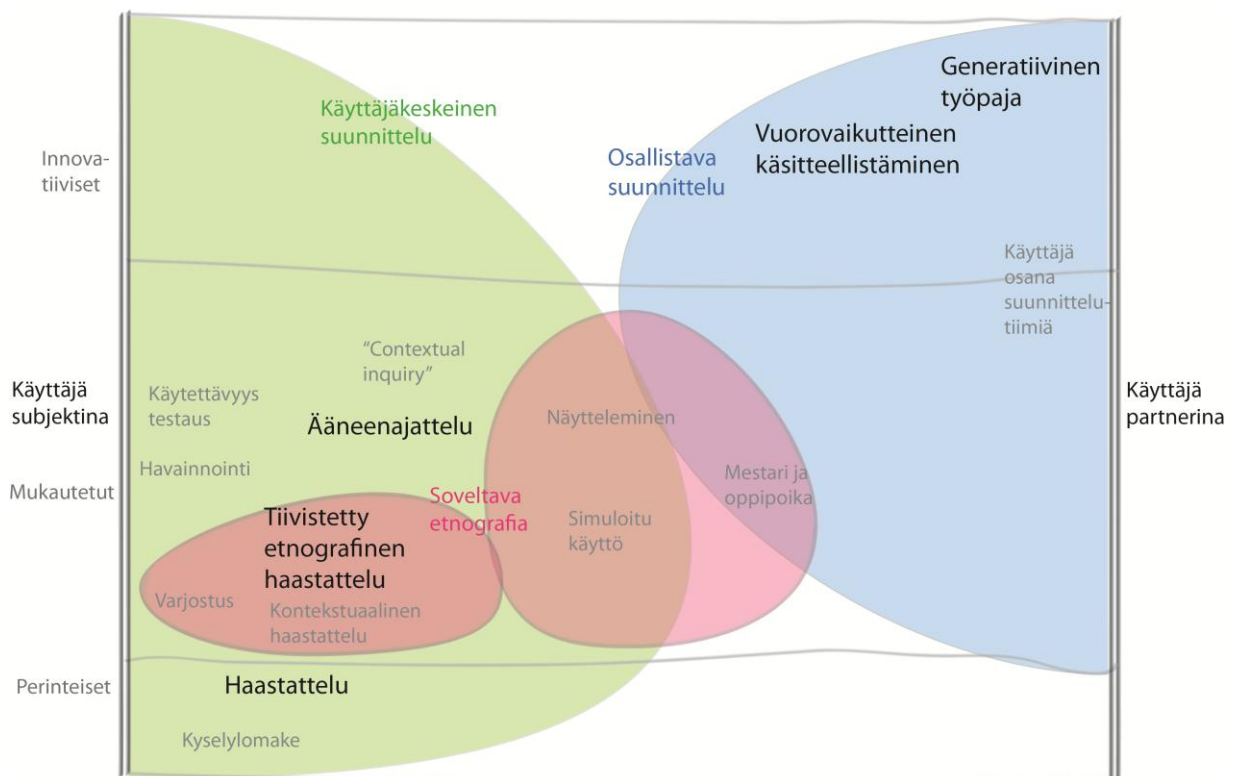 Generatiivinen
työpaja
Käyttäjäkeskeinen
suunnittelu
Vuorovaikutteinen
käsitteellistäminen
Osallistava
suunnittelu
Innova-
tiiviset
Käyttäjä
osana
suunnittelu-
tiimiä
"Contextual
inquiry"
Käyttäjä
subjektina
Käytettävyys
testaus
Ääneenajattelu
Näytteleminen
Käyttäjä
partnerina
Havainnointi
Mestari ja
oppipoika
Mukautetut
Soveltava
etnografia
Tiivistetty
etnografinen
haastattelu
Simuloitu
käyttö
Varjostus
Kontekstuaalinen
haastattelu
Perinteiset
Haastattelu
Kyselylomake